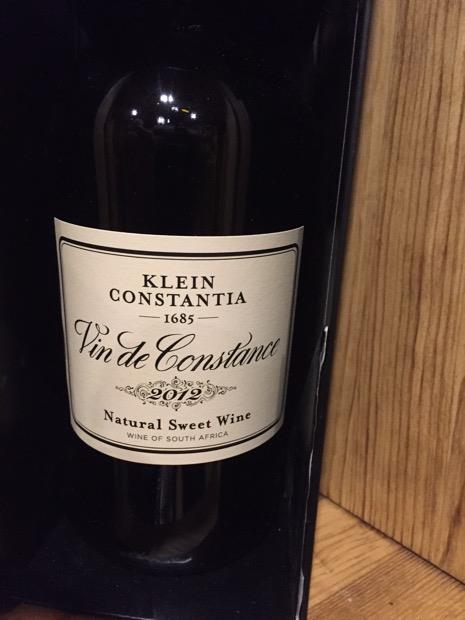 KLEIN
CONSTANTIA
1685
Vin de Constance
2012
Natural Sweet Wine
WINE OF SOUTH AFRICA